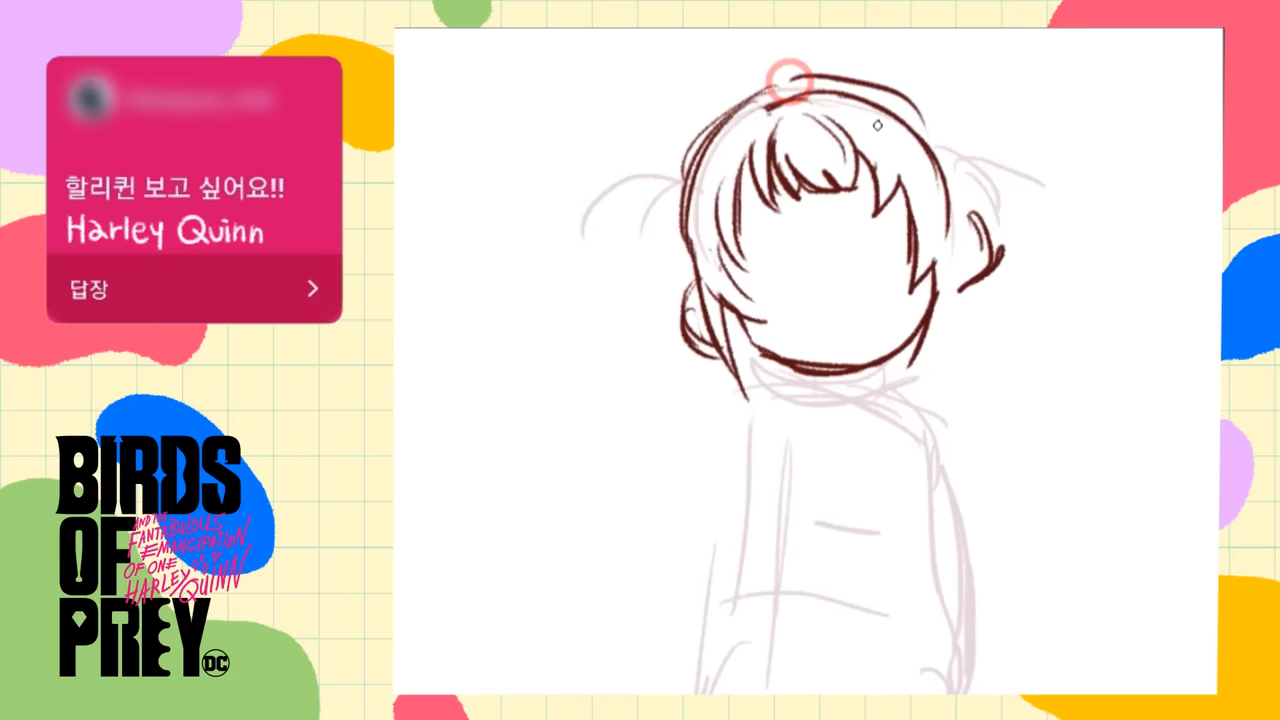 할리퀸 보고 싶어요!!
Harley Quinn
답장
BIRDS
OF
AND THE
FANTABULOUS
EMANCIPATION
OF ONE
HARLEY QUINN
PREY
DC